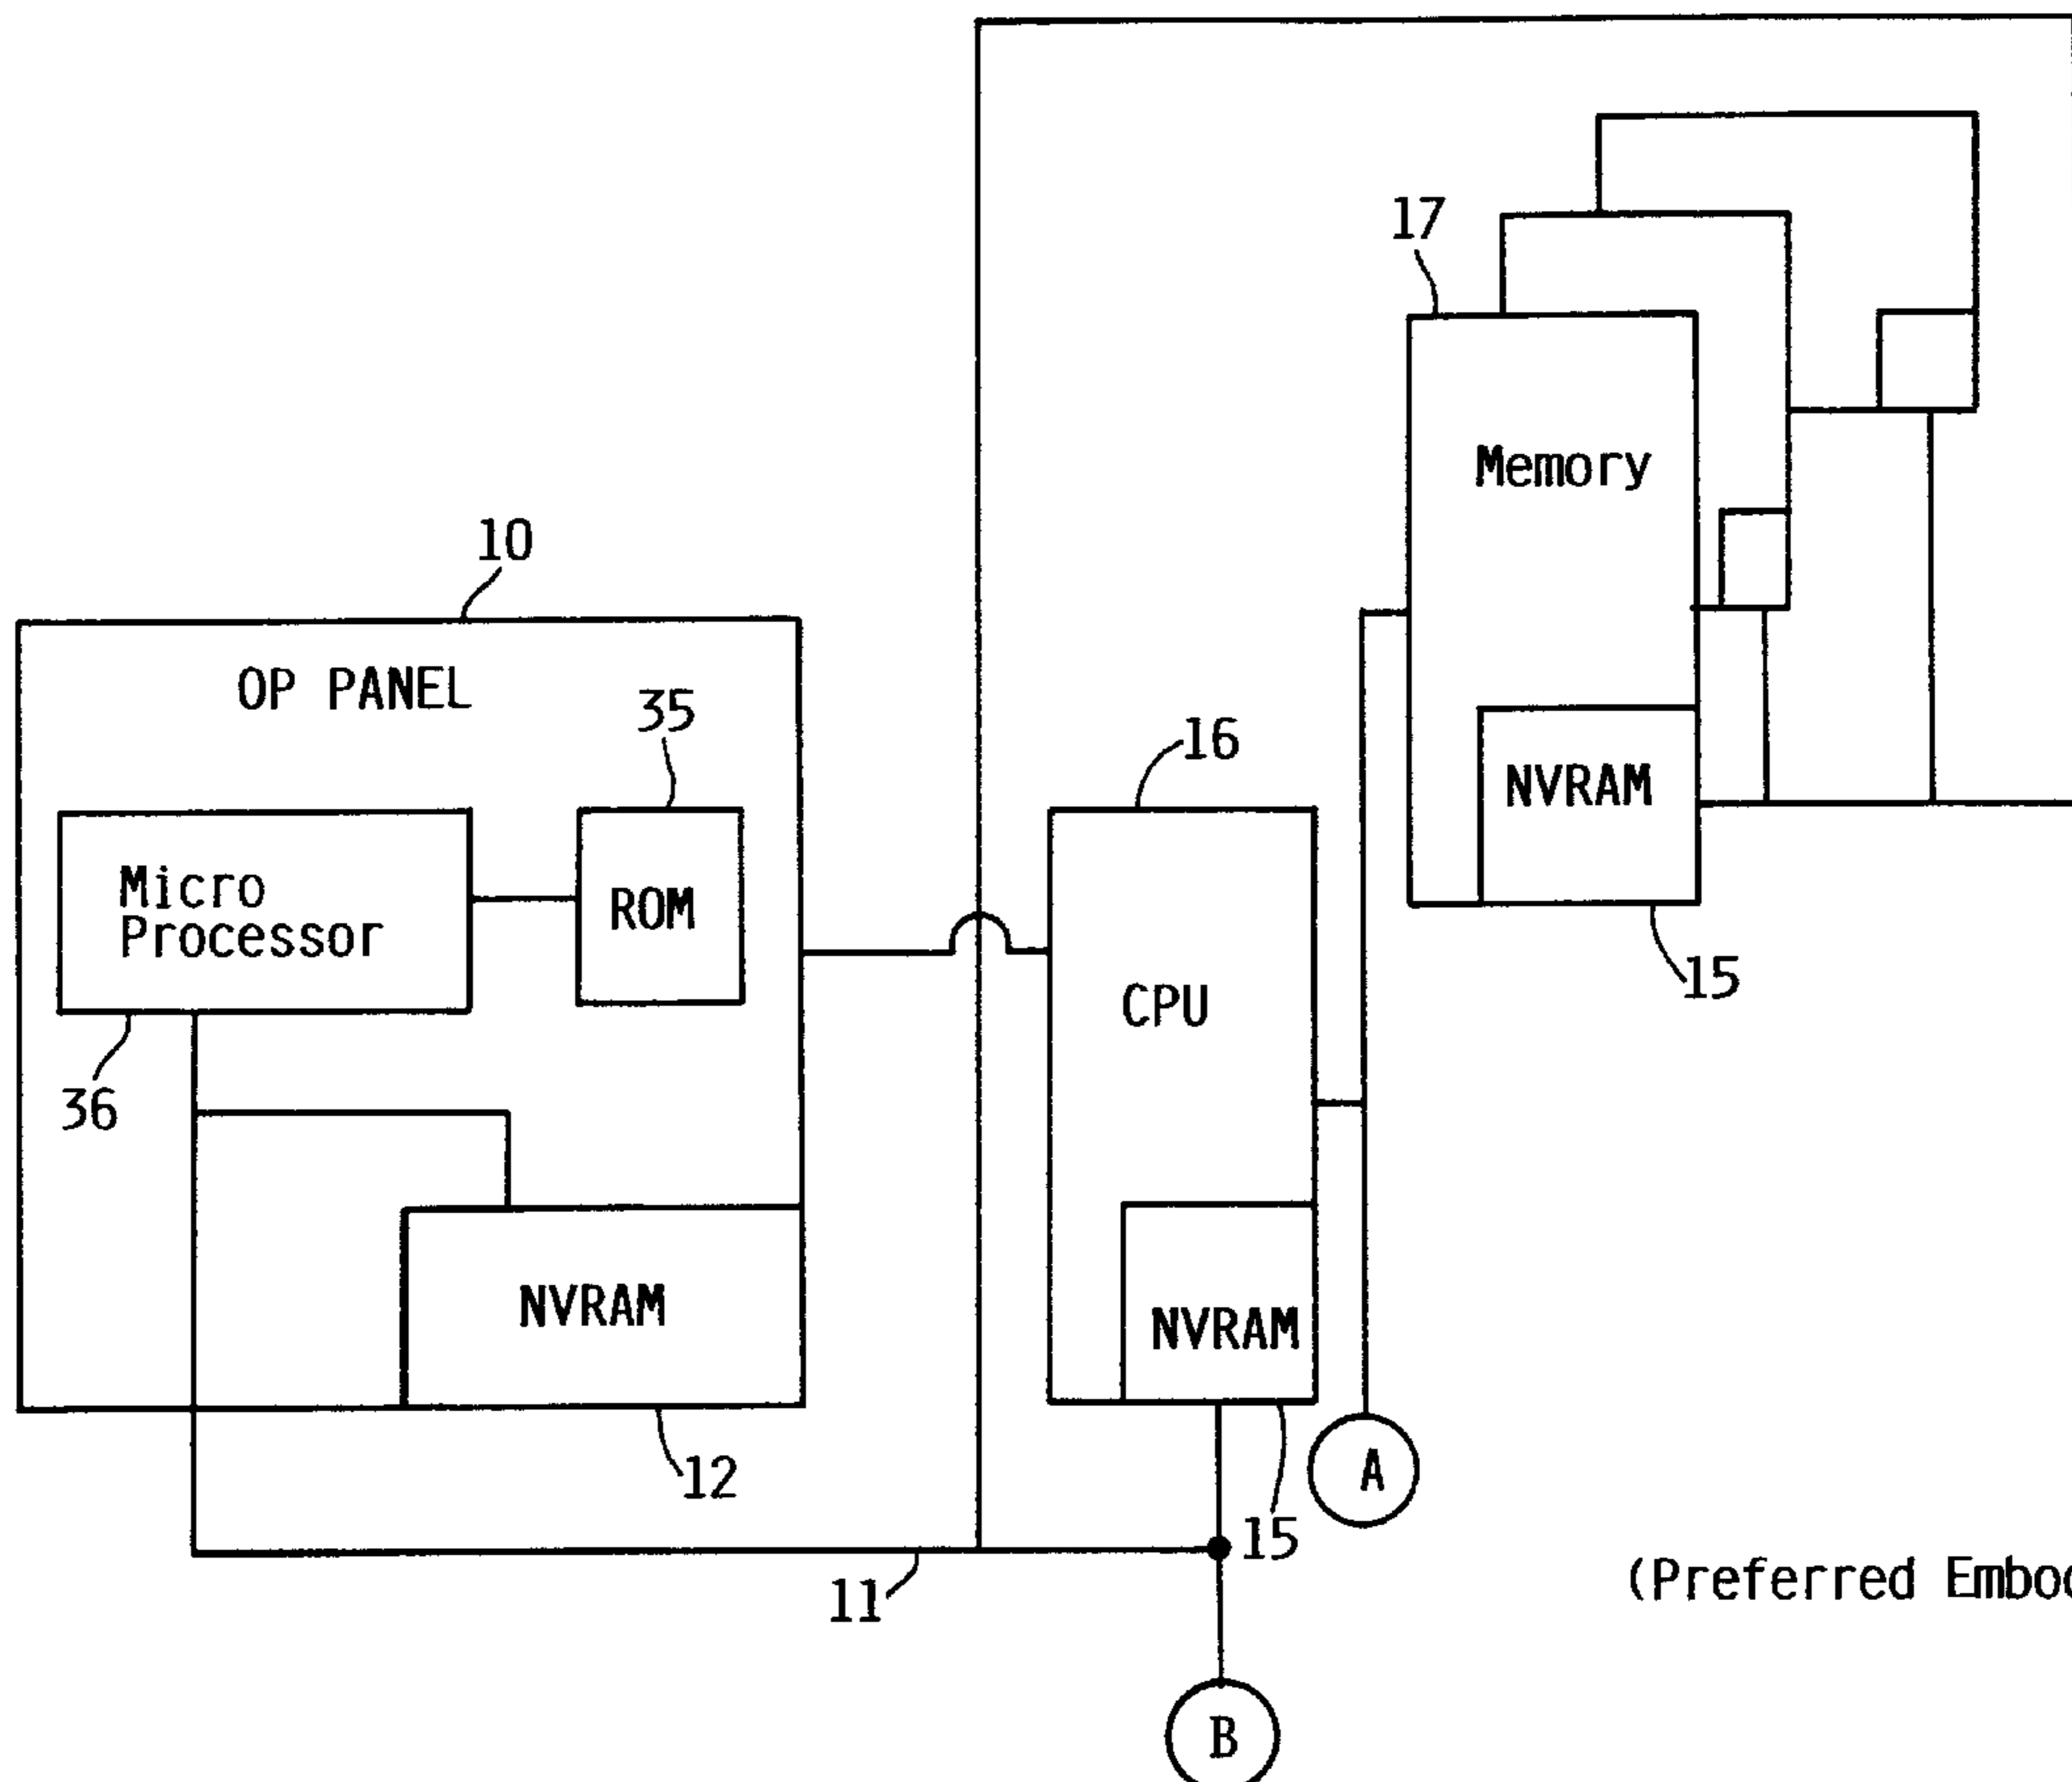 17
10
OP PANEL
35
Memory
16
NVRAM
Micro
Processor
ROM
CPU
15
36
NVRAM
NVRAM
12
A
15
11
(Preferred
B